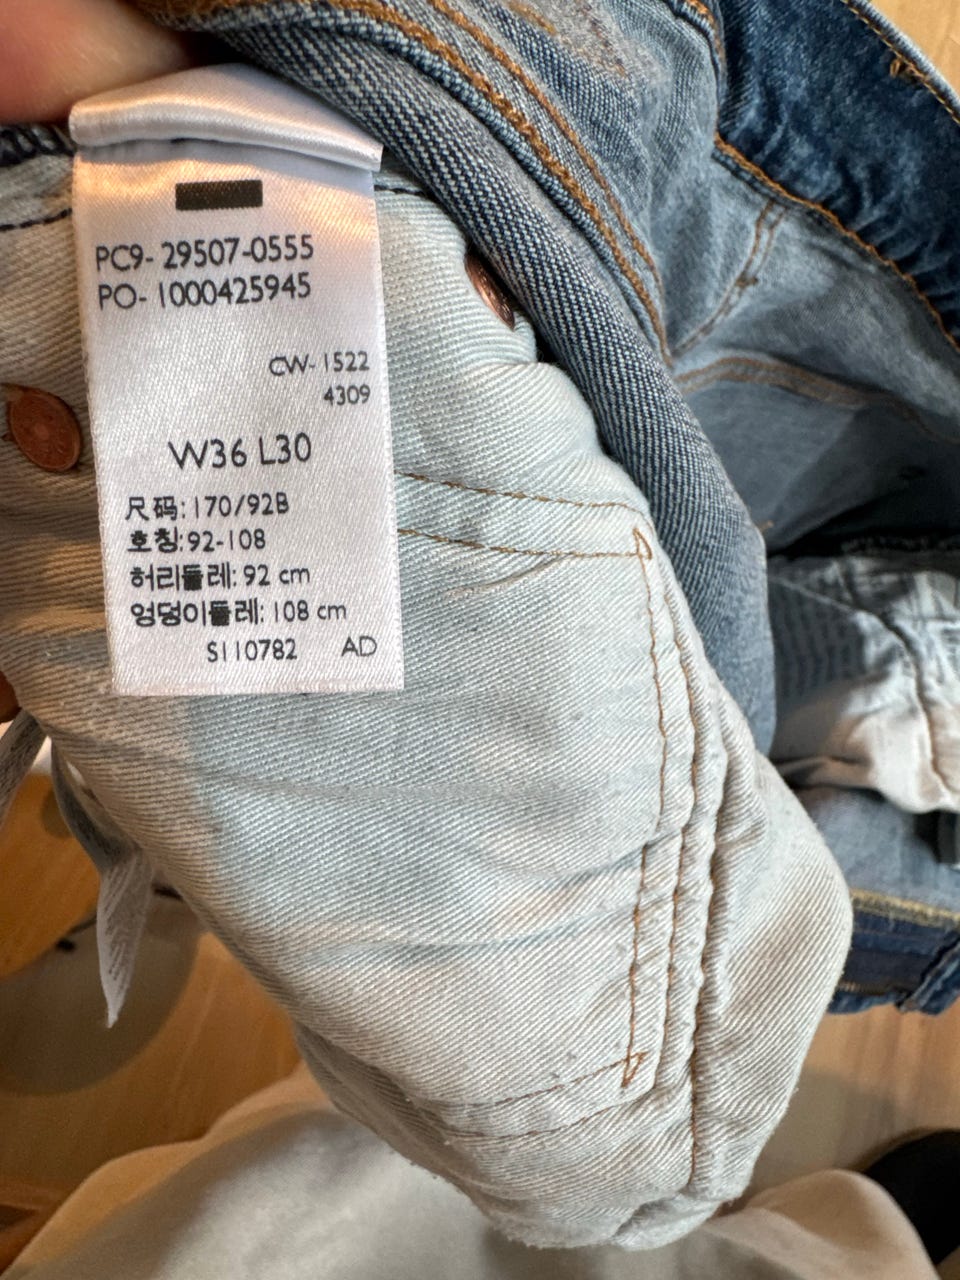 PC9- 29507-0555
PO- 1000425945
CW- 1522
4309
W36 L30
尺码: 170/92B
호칭: 92-108
허리둘레: 92 cm
엉덩이둘레: 108 cm
S110782 AD